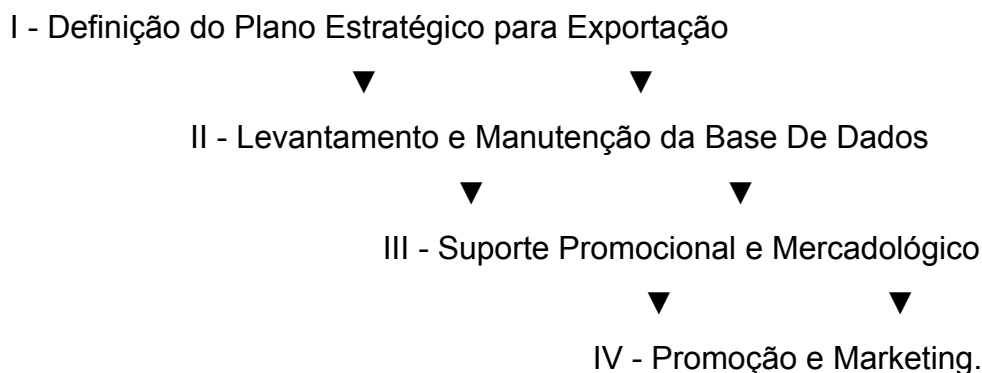 I - Definição do Plano Estratégico para Exportação
▼ ▼
II - Levantamento e Manutenção da Base De Dados
▼ ▼
III - Suporte Promocional e Mercadológico
▼ ▼
IV - Promoção e Marketing.